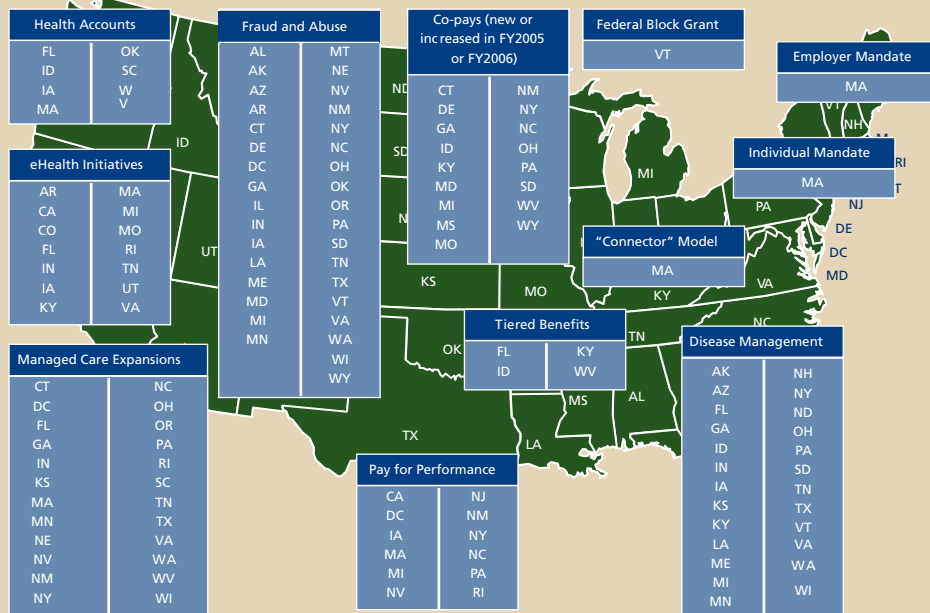 Health Accounts
FL OK
ID SC
IA W
V
MA
Fraud and Abuse
AL MT
AK NE
AZ NV
AR NM
CT NY
DE NC
DC OH
GA OK
IL OR
IN PA
IA SD
LA TN
ME TX
MD VT
MI VA
MN WA
WI
WY
Co-pays (new or
increased in FY2005
or FY2006)
CT NM
DE NY
GA NC
ID OH
KY PA
MD SD
MI WV
MS WY
MO
Federal Block Grant
VT
Employer Mandate
MA
Individual Mandate
MA
eHealth Initiatives
AR MA
CA MI
CO MO
FL RI
IN TN
IA UT
KY VA
"Connector" Model
MA
Tiered Benefits
FL KY
ID WV
Managed Care Expansions
CT NC
DC OH
FL OR
GA PA
IN RI
KS SC
MA TN
MN TX
NE VA
NV WA
NM WV
NY WI
Pay for Performance
CA NJ
DC NM
IA NY
MA NC
MI PA
NV RI
Disease Management
AK NH
AZ NY
FL ND
GA OH
ID PA
IN SD
IA TN
KS TX
KY VT
LA VA
ME WA
MI WI
MN
ID
UT
ND
SD
KS
MO
OK
TX
LA
MS
AL
TN
KY
VA
NC
MI
PA
VT
NH
RI
NJ
DE
DC
MD